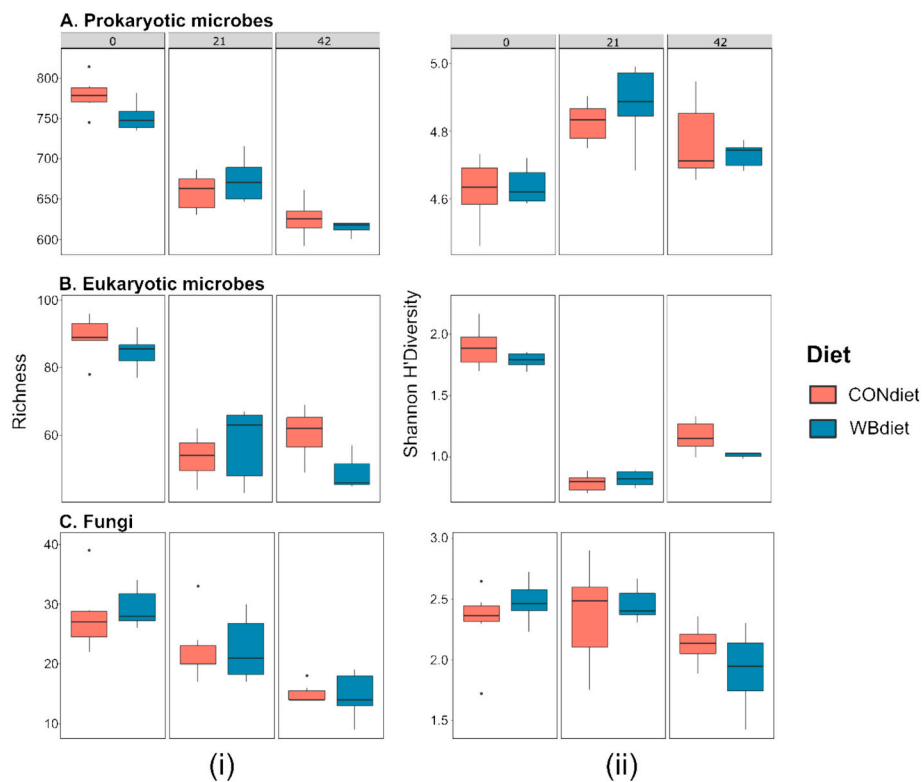 A. Prokaryotic microbes
0 21 42
0 21 42
800
750
700
650
600
5.0
4.8
4.6
B. Eukaryotic microbes
100
80
60
2.0
1.5
1.0
Richness
Shannon H'Diversity
Diet
CONdiet
WBdiet
C. Fungi
40
30
20
10
3.0
2.5
2.0
1.5
(i)
(ii)